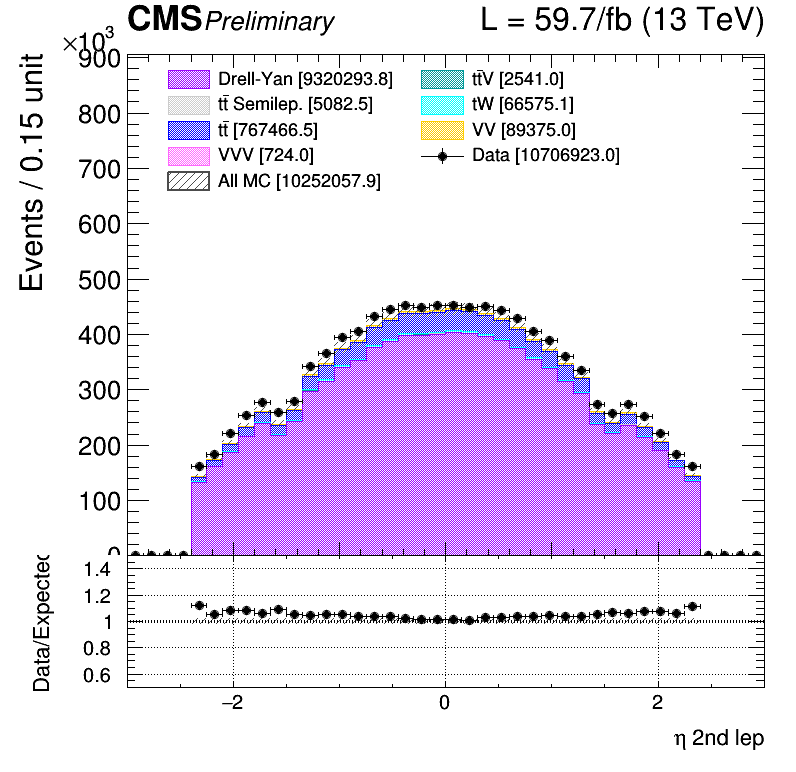 CMS Preliminary L = 59.7/fb (13 TeV)
×10³
Events / 0.15 unit
900
800
700
600
500
400
300
200
100
0
Drell-Yan [9320293.8]
tt̄ Semilep. [5082.5]
tt̄ [767466.5]
VVV [724.0]
All MC [10252057.9]
tt̄V [2541.0]
tW [66575.1]
VV [89375.0]
Data [10706923.0]
Data/Expected
1.4
1.2
1
0.8
0.6
−2 0 2
η 2nd lep